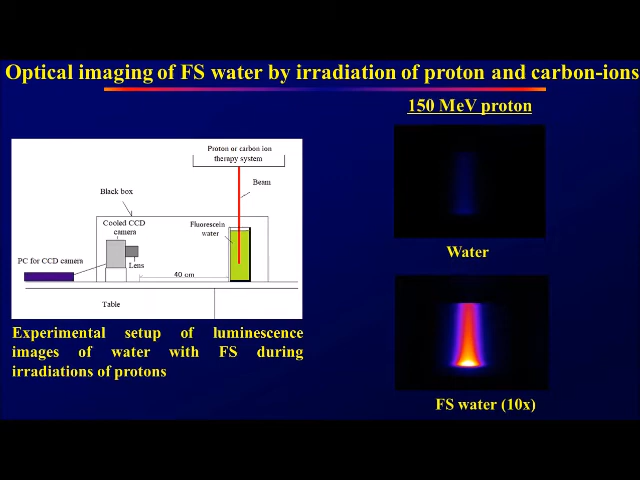 Optical imaging of FS water by irradiation of proton and carbon-ions
150 MeV proton
Proton or carbon ion
therapy system
Beam
Black box
Cooled CCD
camera
Fluorescein
water
PC for CCD camera
Lens
40 cm
Table
Water
Experimental setup of luminescence
images of water with FS during
irradiations of protons
FS water (10x)